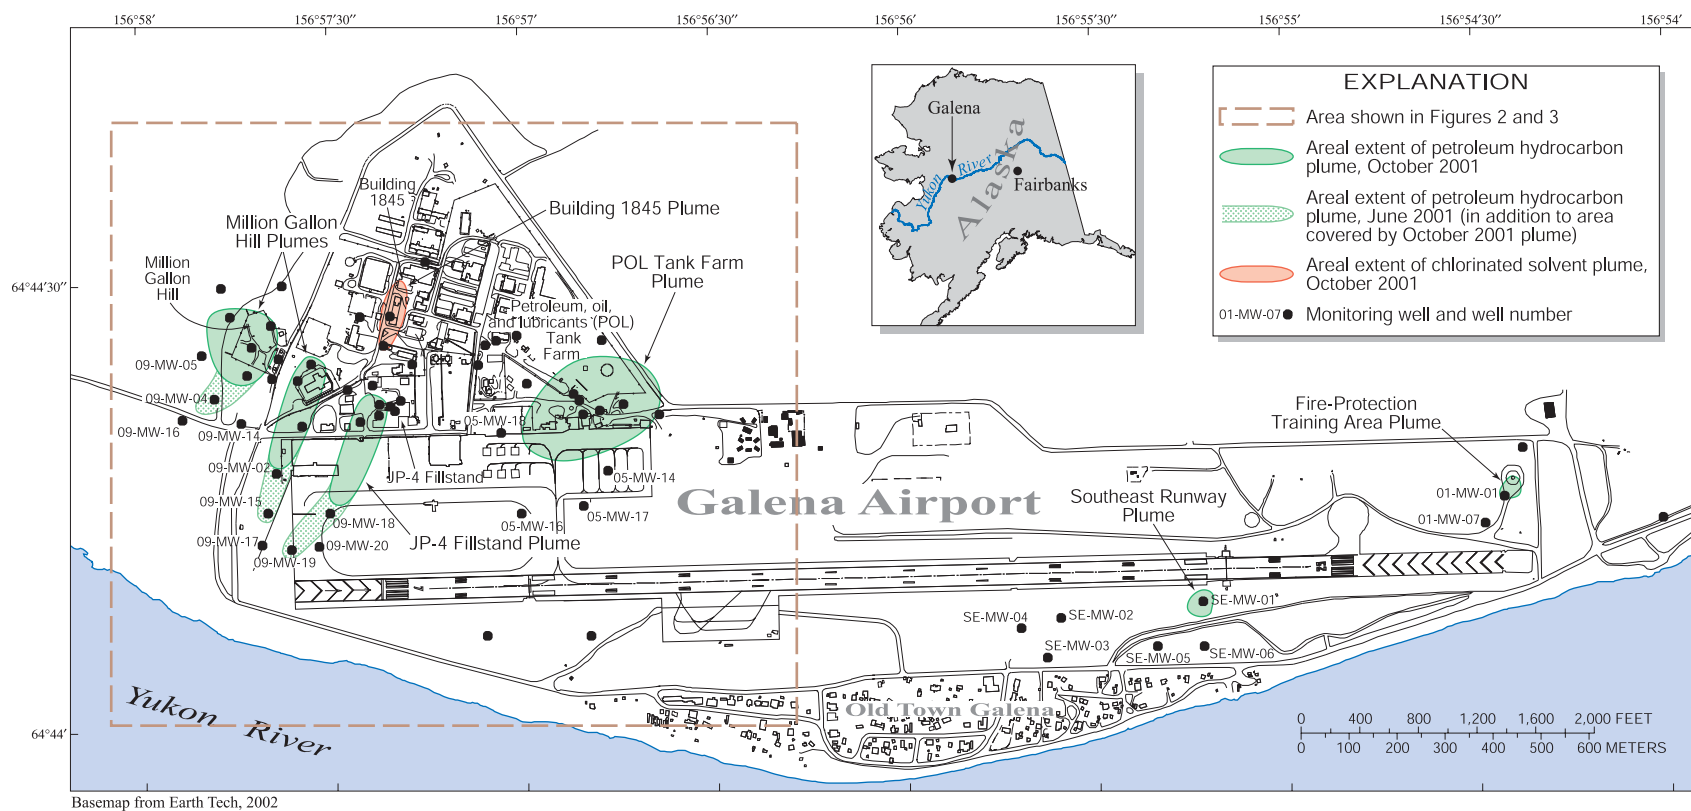 156°58′
156°57′30″
156°57′
156°56′30″
156°56′
156°55′30″
156°55′
156°54′30″
156°54′
64°44′30″
64°44′
EXPLANATION
Area shown in Figures 2 and 3
Areal extent of petroleum hydrocarbon
plume, October 2001
Areal extent of petroleum hydrocarbon
plume, June 2001 (in addition to area
covered by October 2001 plume)
Areal extent of chlorinated solvent plume,
October 2001
01-MW-07
Monitoring well and well number
Galena
Yukon
River
Alaska
Fairbanks
Building
1845
Building 1845 Plume
Million Gallon
Hill Plumes
Million
Gallon
Hill
POL Tank Farm
Plume
Petroleum, oil,
and lubricants (POL)
Tank
Farm
09-MW-05
09-MW-04
09-MW-16
09-MW-14
09-MW-02
09-MW-15
09-MW-17
09-MW-18
09-MW-20
09-MW-19
JP-4 Fillstand
JP-4 Fillstand Plume
05-MW-18
05-MW-14
05-MW-16
05-MW-17
Galena Airport
Southeast Runway
Plume
Fire-Protection
Training Area Plume
01-MW-01
01-MW-07
SE-MW-01
SE-MW-02
SE-MW-04
SE-MW-03
SE-MW-05
SE-MW-06
Old Town Galena
Yukon River
0 400 800 1,200 1,600 2,000 FEET
0 100 200 300 400 500 600 METERS
Basemap from Earth Tech, 2002